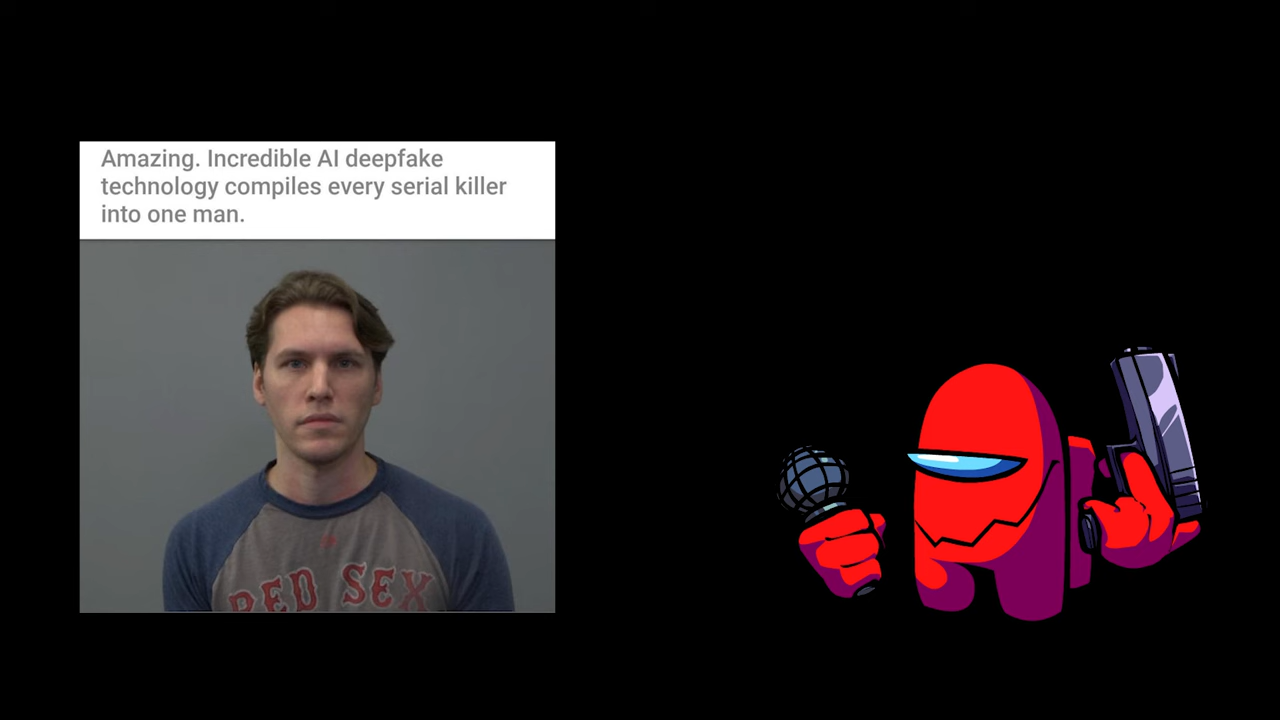 Amazing. Incredible AI deepfake
technology compiles every serial killer
into one man.
RED SEX